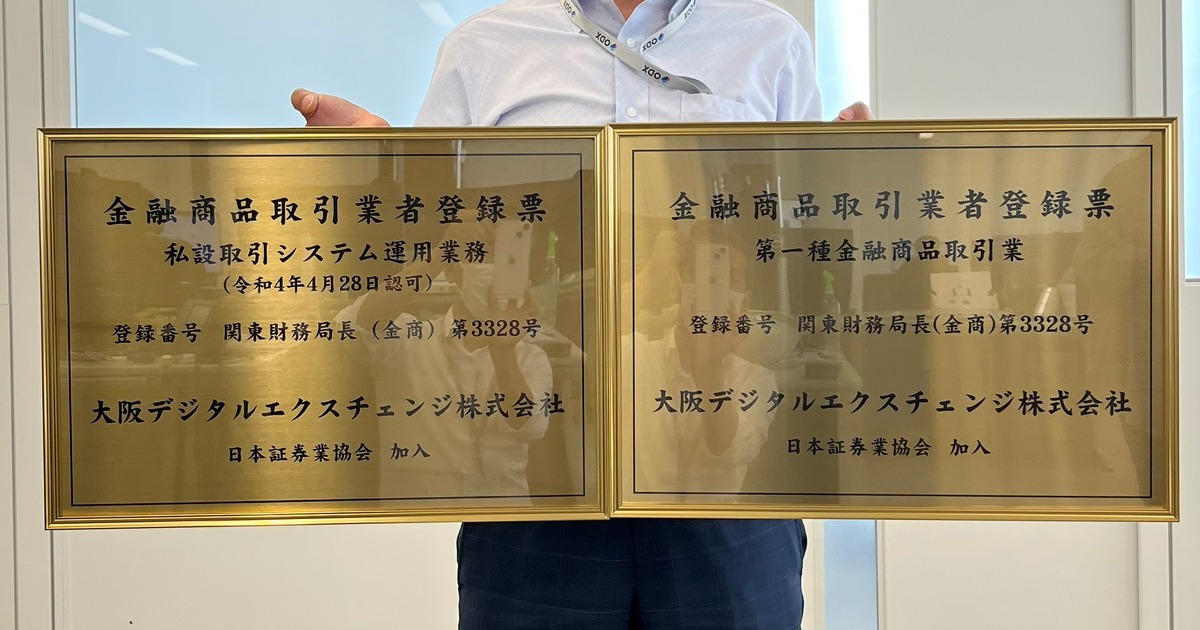 金融商品取引業者登録票
私設取引システム運用業務
(令和4年4月28日認可)
登録番号 関東財務局長 (金商) 第3328号
大阪デジタルエクスチェンジ株式会社
日本証券業協会 加入
金融商品取引業者登録票
第一種金融商品取引業
登録番号 関東財務局長(金商)第3328号
大阪デジタルエクスチェンジ株式会社
日本証券業協会 加入
ODX
ODX
ODX